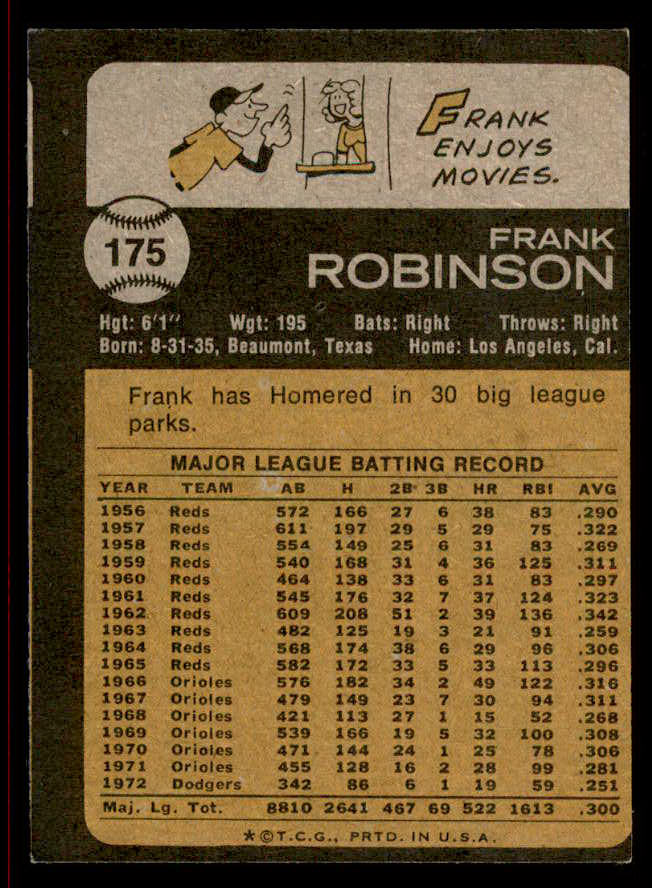 FRANK
ENJOYS
MOVIES.
175
FRANK
ROBINSON
Hgt: 6'1" Wgt: 195 Bats: Right Throws: Right
Born: 8-31-35, Beaumont, Texas Home: Los Angeles, Cal.
Frank has Homered in 30 big league
parks.
MAJOR LEAGUE BATTING RECORD
YEAR TEAM AB H 2B 3B HR RBI AVG
1956 Reds 572 166 27 6 38 83 .290
1957 Reds 611 197 29 5 29 75 .322
1958 Reds 554 149 25 6 31 83 .269
1959 Reds 540 168 31 4 36 125 .311
1960 Reds 464 138 33 6 31 83 .297
1961 Reds 545 176 32 7 37 124 .323
1962 Reds 609 208 51 2 39 136 .342
1963 Reds 482 125 19 3 21 91 .259
1964 Reds 568 174 38 6 29 96 .306
1965 Reds 582 172 33 5 33 113 .296
1966 Orioles 576 182 34 2 49 122 .316
1967 Orioles 479 149 23 7 30 94 .311
1968 Orioles 421 113 27 1 15 52 .268
1969 Orioles 539 166 19 5 32 100 .308
1970 Orioles 471 144 24 1 25 78 .306
1971 Orioles 455 128 16 2 28 99 .281
1972 Dodgers 342 86 6 1 19 59 .251
Maj. Lg. Tot. 8810 2641 467 69 522 1613 .300
*©T.C.G., PRTD. IN U.S.A.